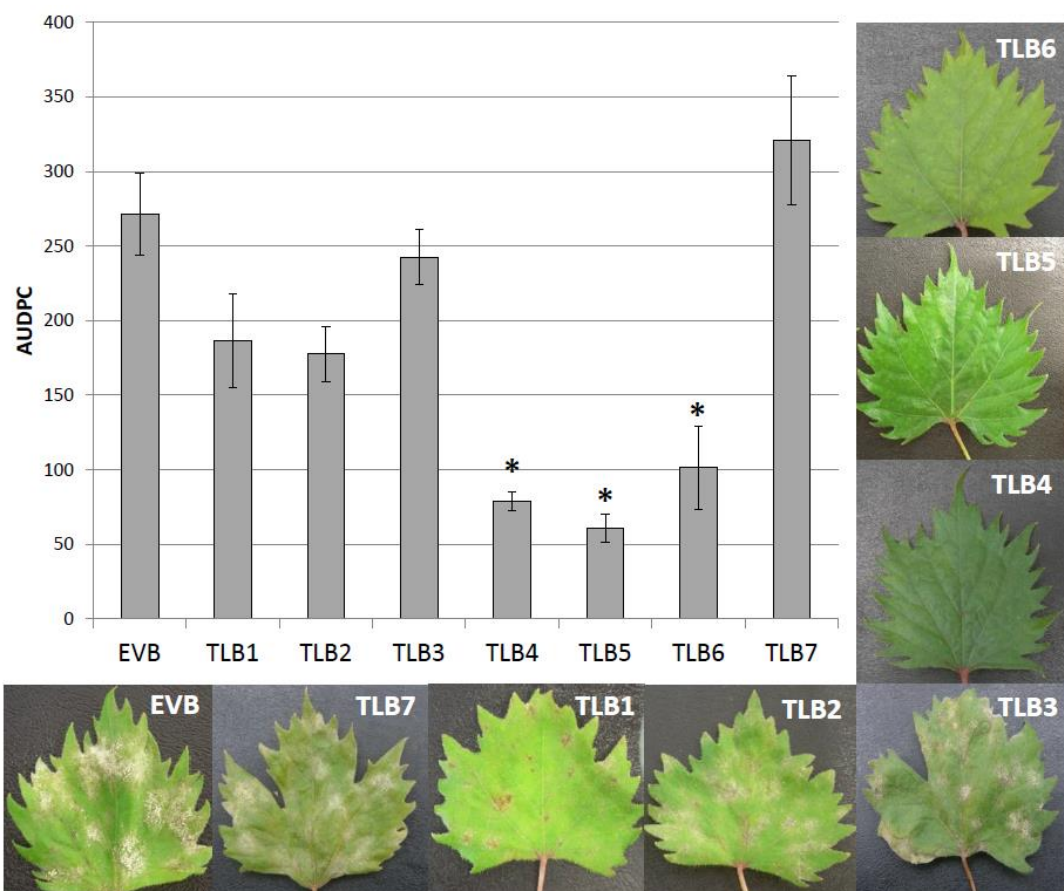 400
350
300
250
200
150
100
50
0
AUDPC
* * *
EVB TLB1 TLB2 TLB3 TLB4 TLB5 TLB6 TLB7
TLB6
TLB5
TLB4
EVB TLB7 TLB1 TLB2 TLB3